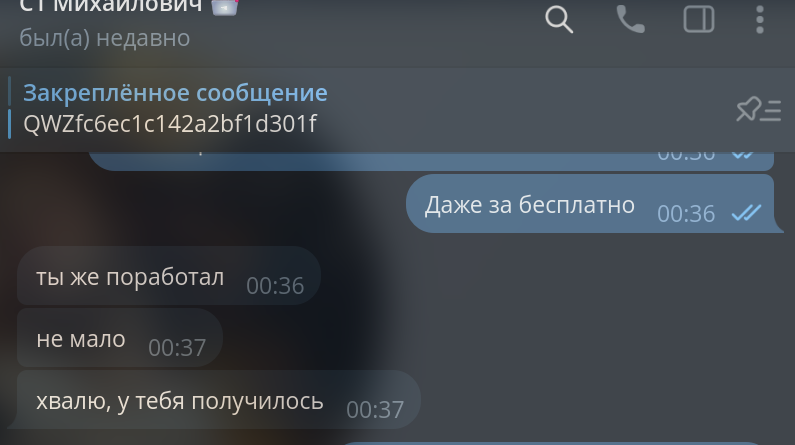 Ст Михайлович
был(а) недавно
Закреплённое сообщение
QWZfc6ec1c142a2bf1d301f
00:36
Даже за бесплатно 00:36
ты же поработал 00:36
не мало 00:37
хвалю, у тебя получилось 00:37